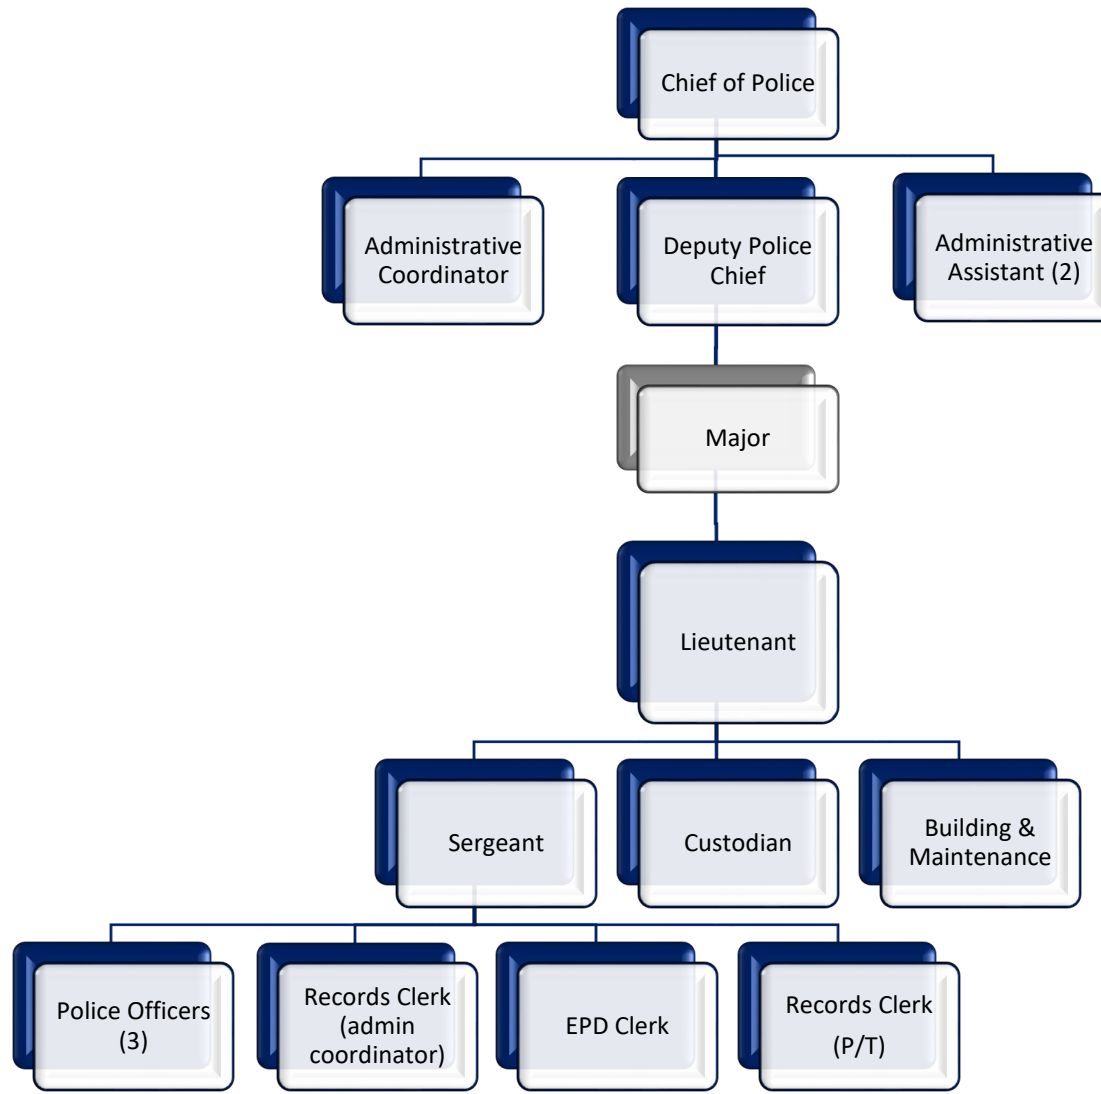 Chief of Police
Administrative
Coordinator
Deputy Police
Chief
Administrative
Assistant (2)
Major
Lieutenant
Sergeant
Custodian
Building &
Maintenance
Police Officers
(3)
Records Clerk
(admin
coordinator)
EPD Clerk
Records Clerk
(P/T)